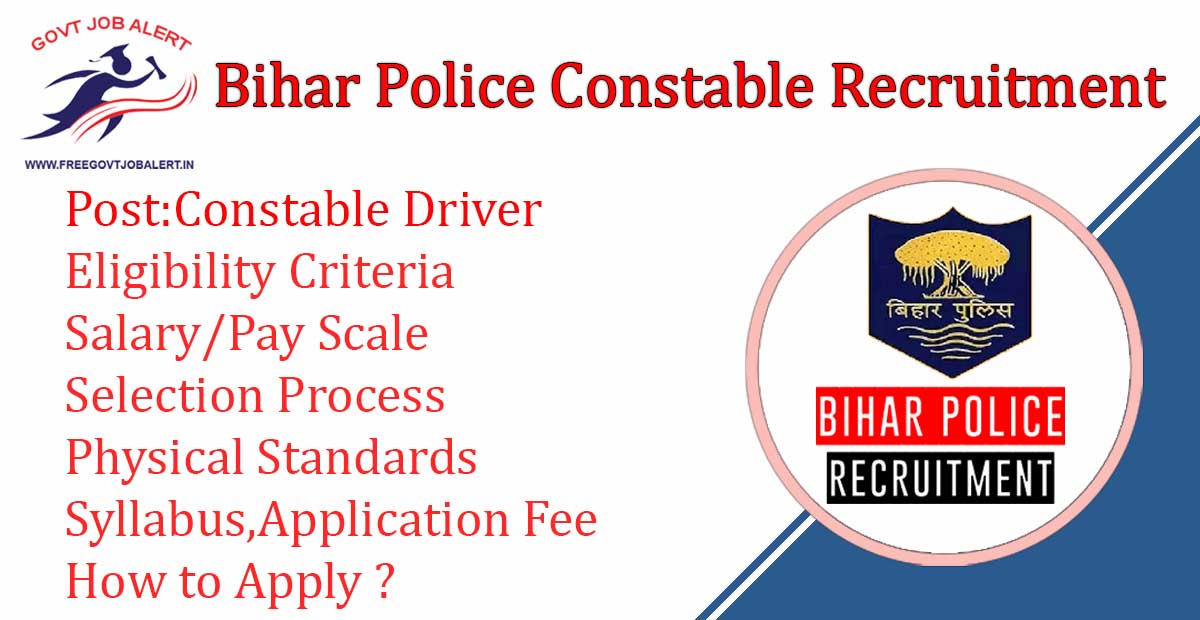 GOVT JOB ALERT
WWW.FREEGOVTJOBALERT.IN
Bihar Police Constable Recruitment
Post:Constable Driver
Eligibility Criteria
Salary/Pay Scale
Selection Process
Physical Standards
Syllabus,Application Fee
How to Apply ?
बिहार पुलिस
BIHAR POLICE
RECRUITMENT